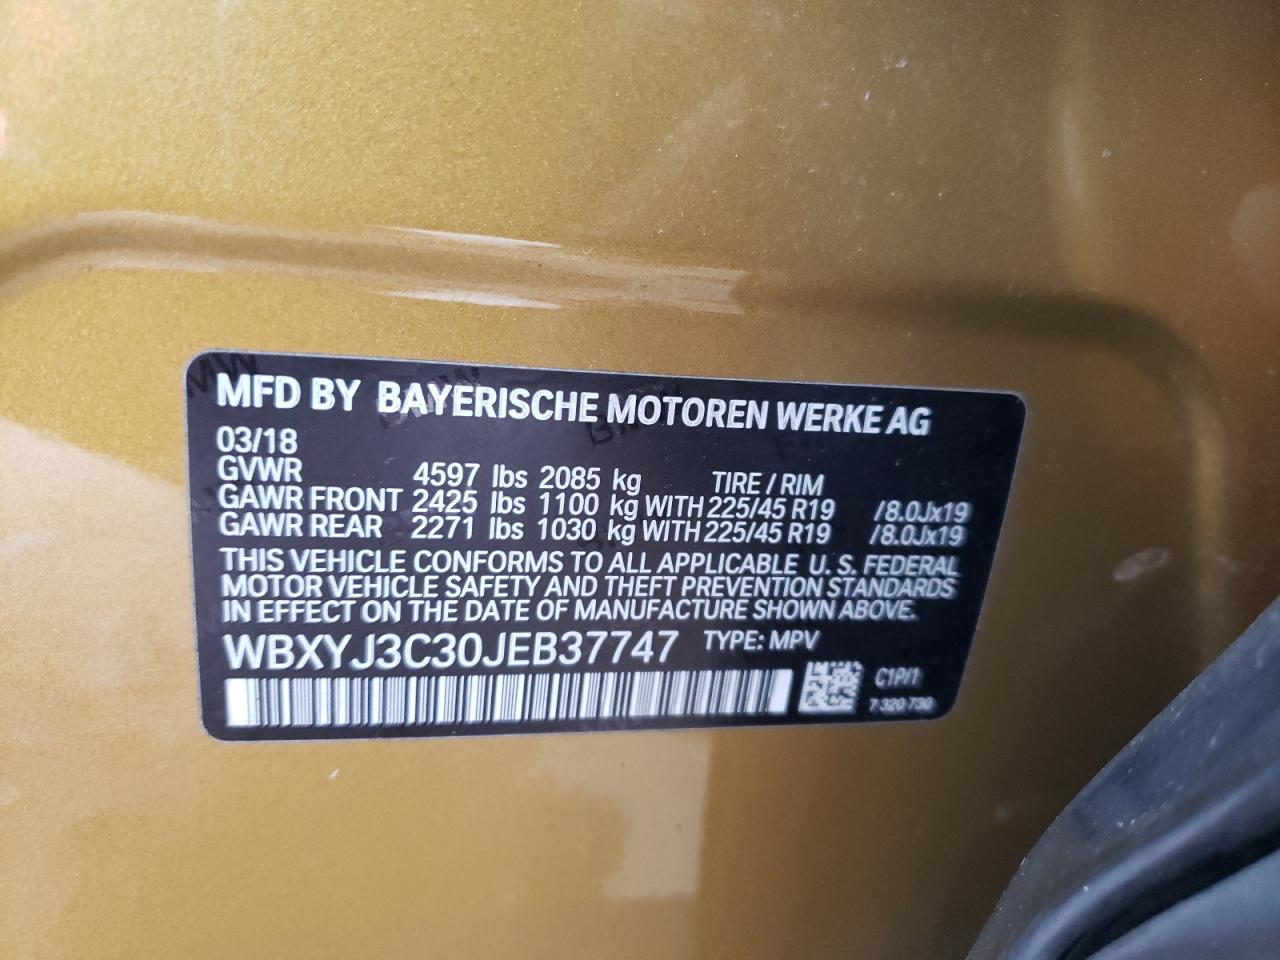 MFD BY BAYERISCHE MOTOREN WERKE AG
03/18
GVWR 4597 lbs 2085 kg TIRE / RIM
GAWR FRONT 2425 lbs 1100 kg WITH 225/45 R19 /8.0Jx19
GAWR REAR 2271 lbs 1030 kg WITH 225/45 R19 /8.0Jx19
THIS VEHICLE CONFORMS TO ALL APPLICABLE U. S. FEDERAL
MOTOR VEHICLE SAFETY AND THEFT PREVENTION STANDARDS
IN EFFECT ON THE DATE OF MANUFACTURE SHOWN ABOVE.
WBXYJ3C30JEB37747 TYPE: MPV
C1P/1
7 320 730